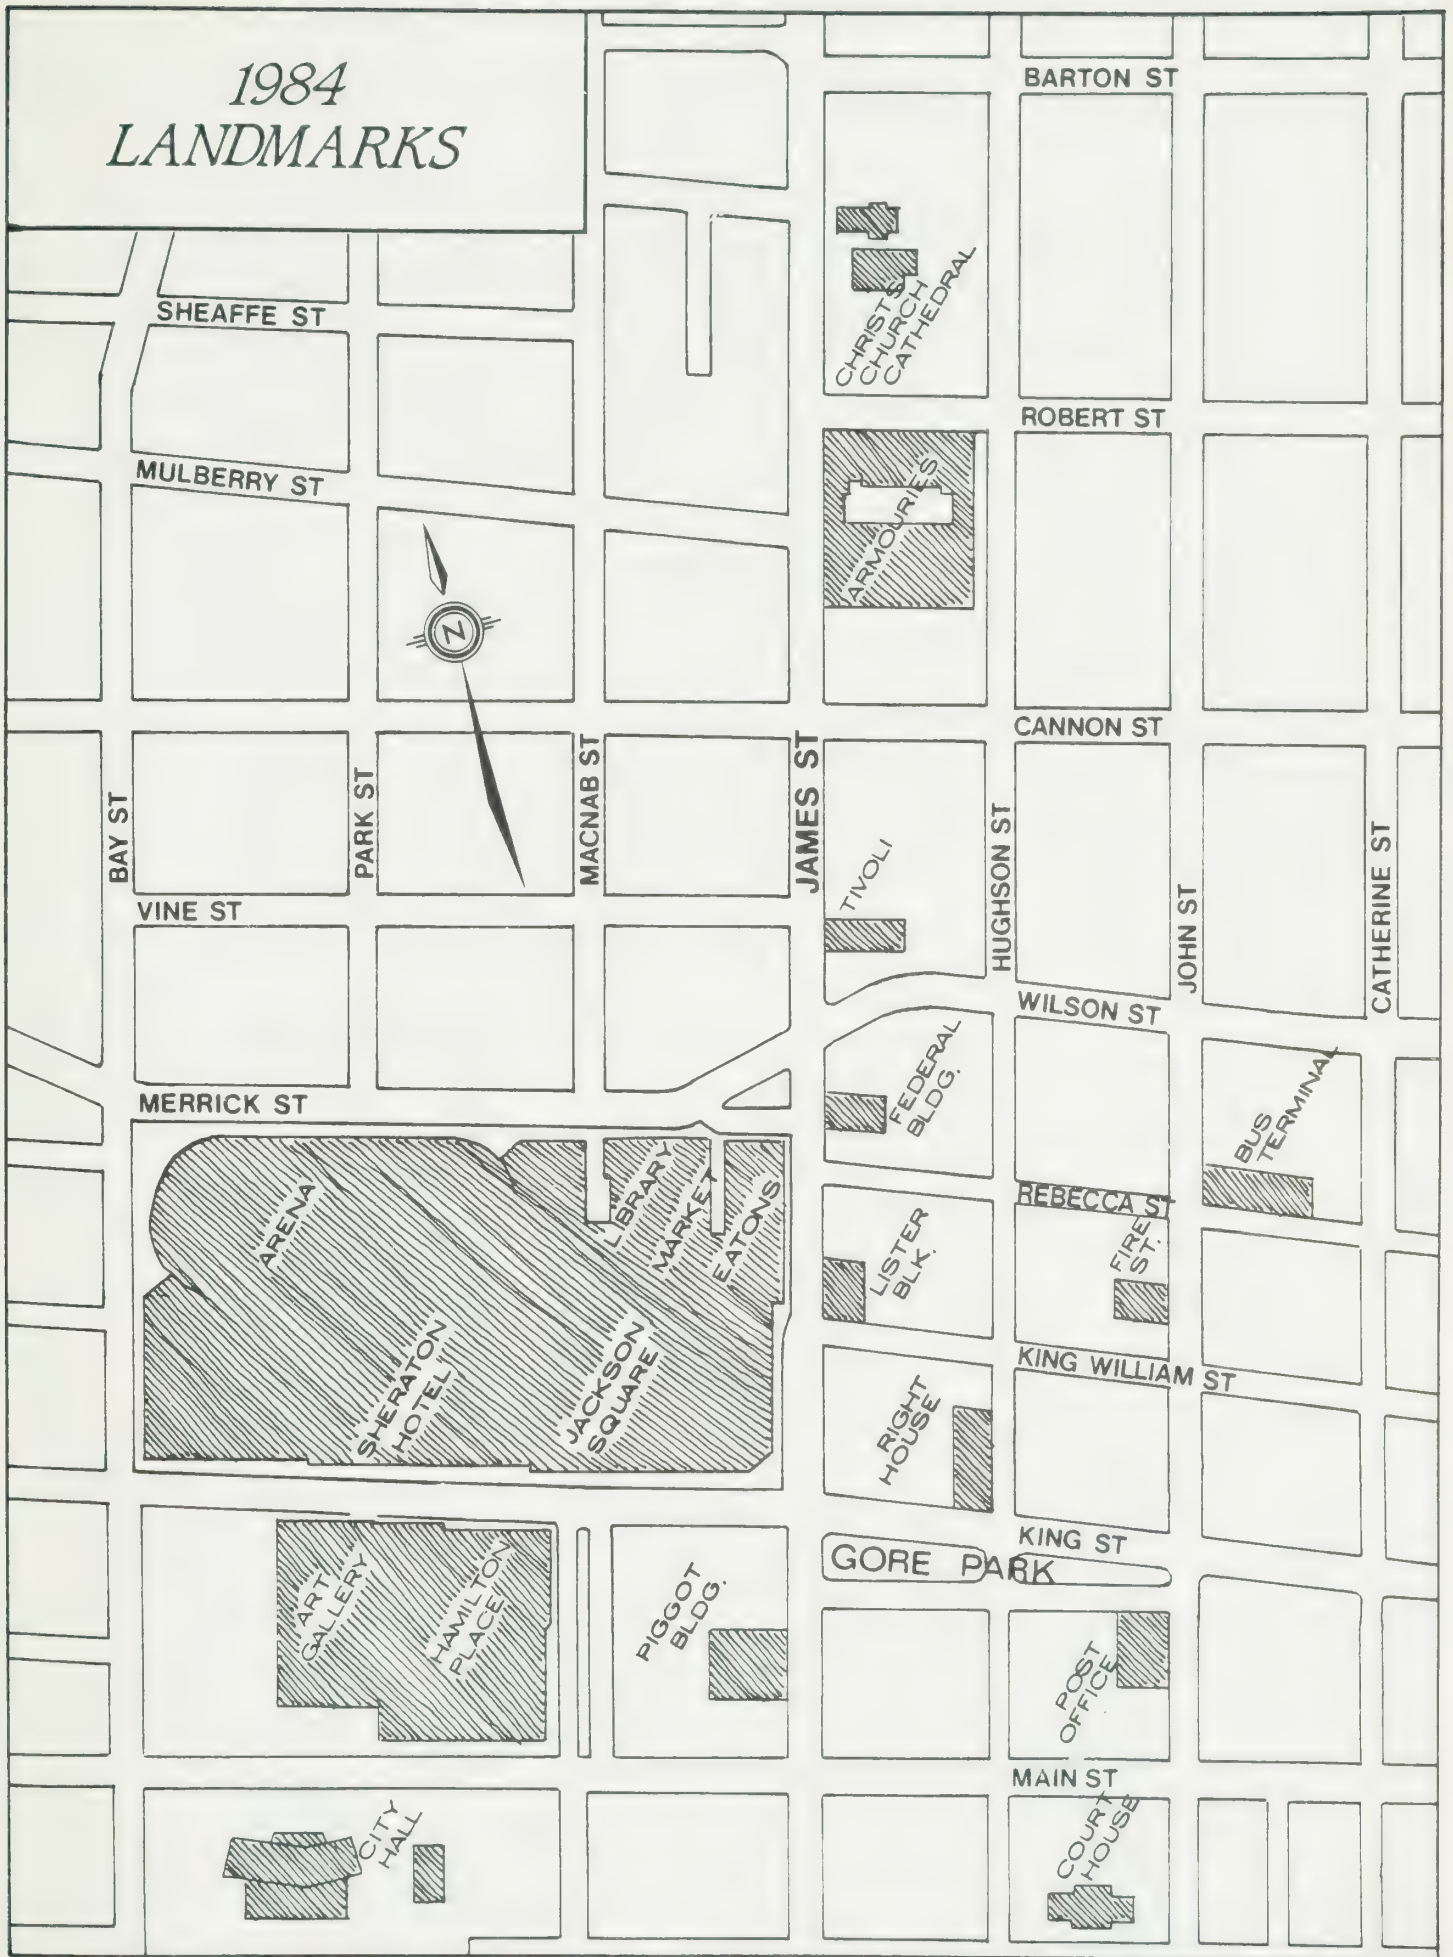 1984
LANDMARKS
BARTON ST
CHRIST'S
CHURCH
CATHEDRAL
SHEAFFE ST
ROBERT ST
MULBERRY ST
ARMOURIES
N
CANNON ST
BAY ST
PARK ST
MACNAB ST
JAMES ST
TIVOLI
HUGHSON ST
JOHN ST
CATHERINE ST
VINE ST
WILSON ST
FEDERAL
BLDG.
MERRICK ST
BUS
TERMINAL
ARENA
LIBRARY
MARKET
EATONS
REBECCA ST
LISTER
BLK.
FIRE
ST.
SHERATON
HOTEL
JACKSON
SQUARE
KING WILLIAM ST
RIGHT
HOUSE
KING ST
GORE PARK
ART
GALLERY
HAMILTON
PLACE
PIGGOT
BLDG.
POST
OFFICE
MAIN ST
CITY
HALL
COURT
HOUSE